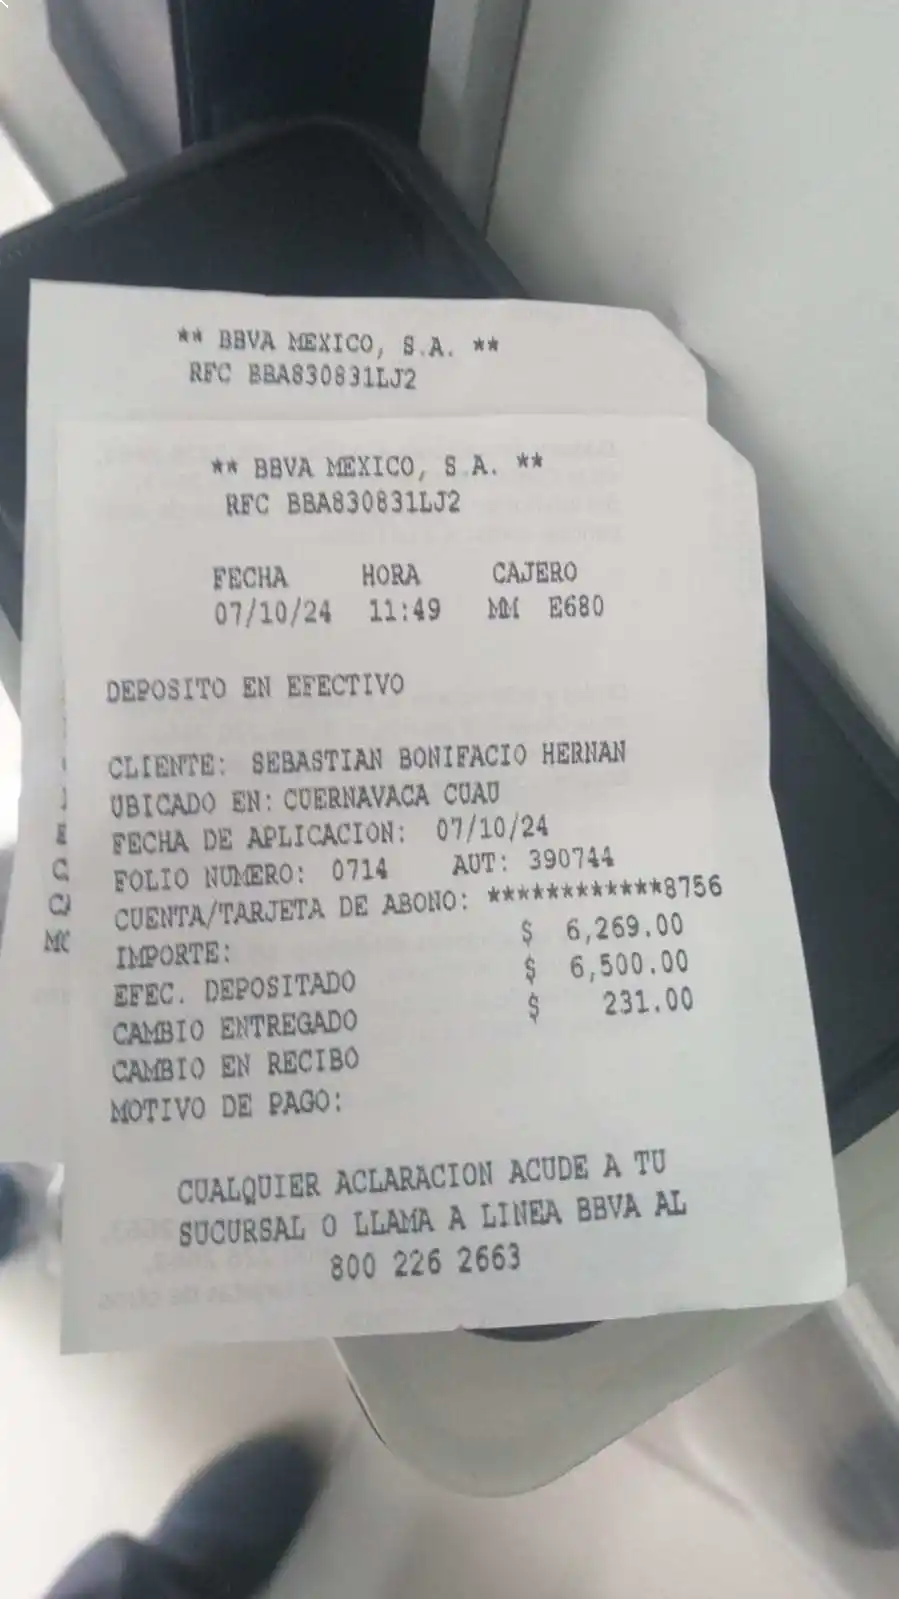 ** BBVA MEXICO, S.A. **
RFC BBA830831LJ2
** BBVA MEXICO, S.A. **
RFC BBA830831LJ2
FECHA HORA CAJERO
07/10/24 11:49 MM E680
DEPOSITO EN EFECTIVO
CLIENTE: SEBASTIAN BONIFACIO HERNAN
UBICADO EN: CUERNAVACA CUAU
FECHA DE APLICACION: 07/10/24
FOLIO NUMERO: 0714 AUT: 390744
CUENTA/TARJETA DE ABONO: ************8756
IMPORTE: $ 6,269.00
EFEC. DEPOSITADO $ 6,500.00
CAMBIO ENTREGADO $ 231.00
CAMBIO EN RECIBO
MOTIVO DE PAGO:
CUALQUIER ACLARACION ACUDE A TU
SUCURSAL O LLAMA A LINEA BBVA AL
800 226 2663